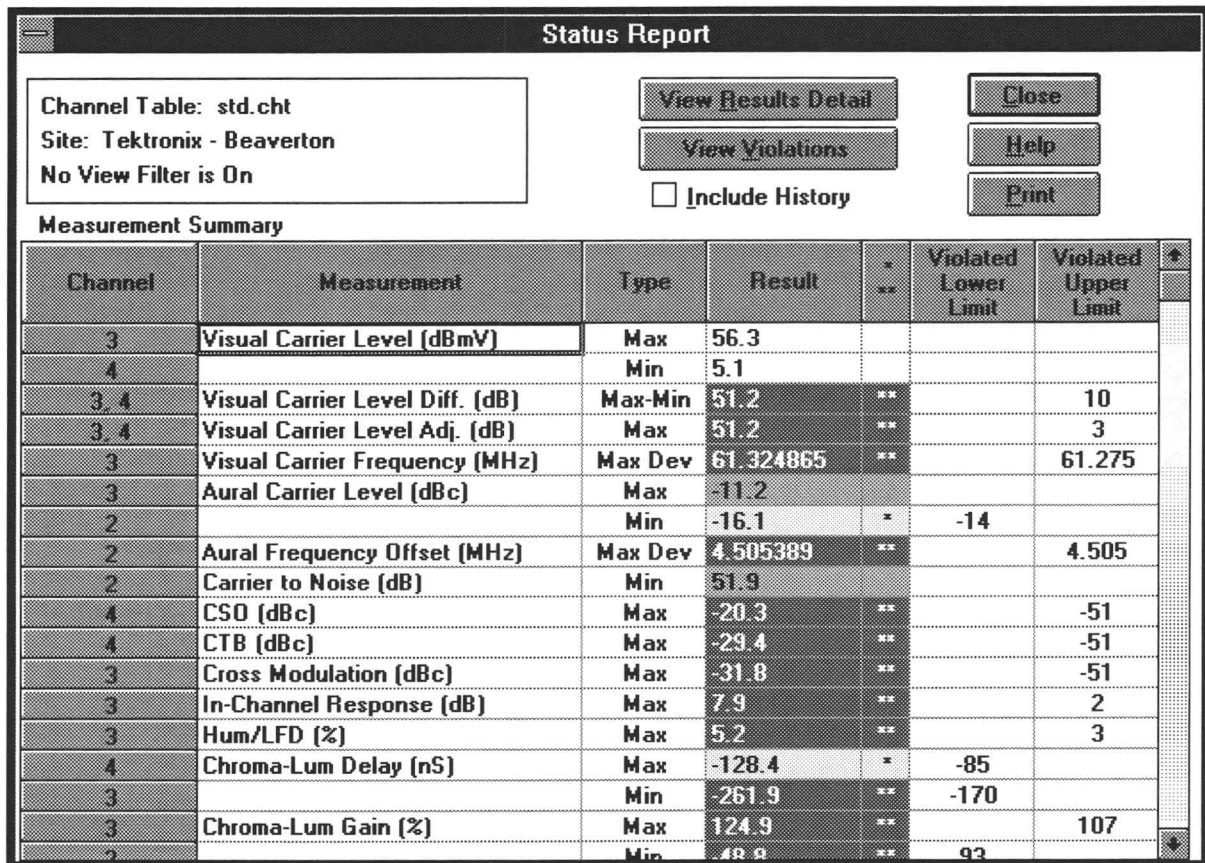 Status Report
Channel Table: std.cht
Site: Tektronix - Beaverton
No View Filter is On
View Results Detail
View Violations
Include History
Close
Help
Print
Measurement Summary
Channel Measurement Type Result * ** Violated Lower Limit Violated Upper Limit
3 Visual Carrier Level (dBmV) Max 56.3
4 Min 5.1
3, 4 Visual Carrier Level Diff. (dB) Max-Min 51.2 ** 10
3, 4 Visual Carrier Level Adj. (dB) Max 51.2 ** 3
3 Visual Carrier Frequency (MHz) Max Dev 61.324865 ** 61.275
3 Aural Carrier Level (dBc) Max -11.2
2 Min -16.1 * -14
2 Aural Frequency Offset (MHz) Max Dev 4.505389 ** 4.505
2 Carrier to Noise (dB) Min 51.9
4 CSO (dBc) Max -20.3 ** -51
4 CTB (dBc) Max -29.4 ** -51
3 Cross Modulation (dBc) Max -31.8 ** -51
3 In-Channel Response (dB) Max 7.9 ** 2
3 Hum/LFD (%) Max 5.2 ** 3
4 Chroma-Lum Delay (nS) Max -128.4 * -85
3 Min -261.9 ** -170
3 Chroma-Lum Gain (%) Max 124.9 ** 107
2 Min 48.8 ** 93